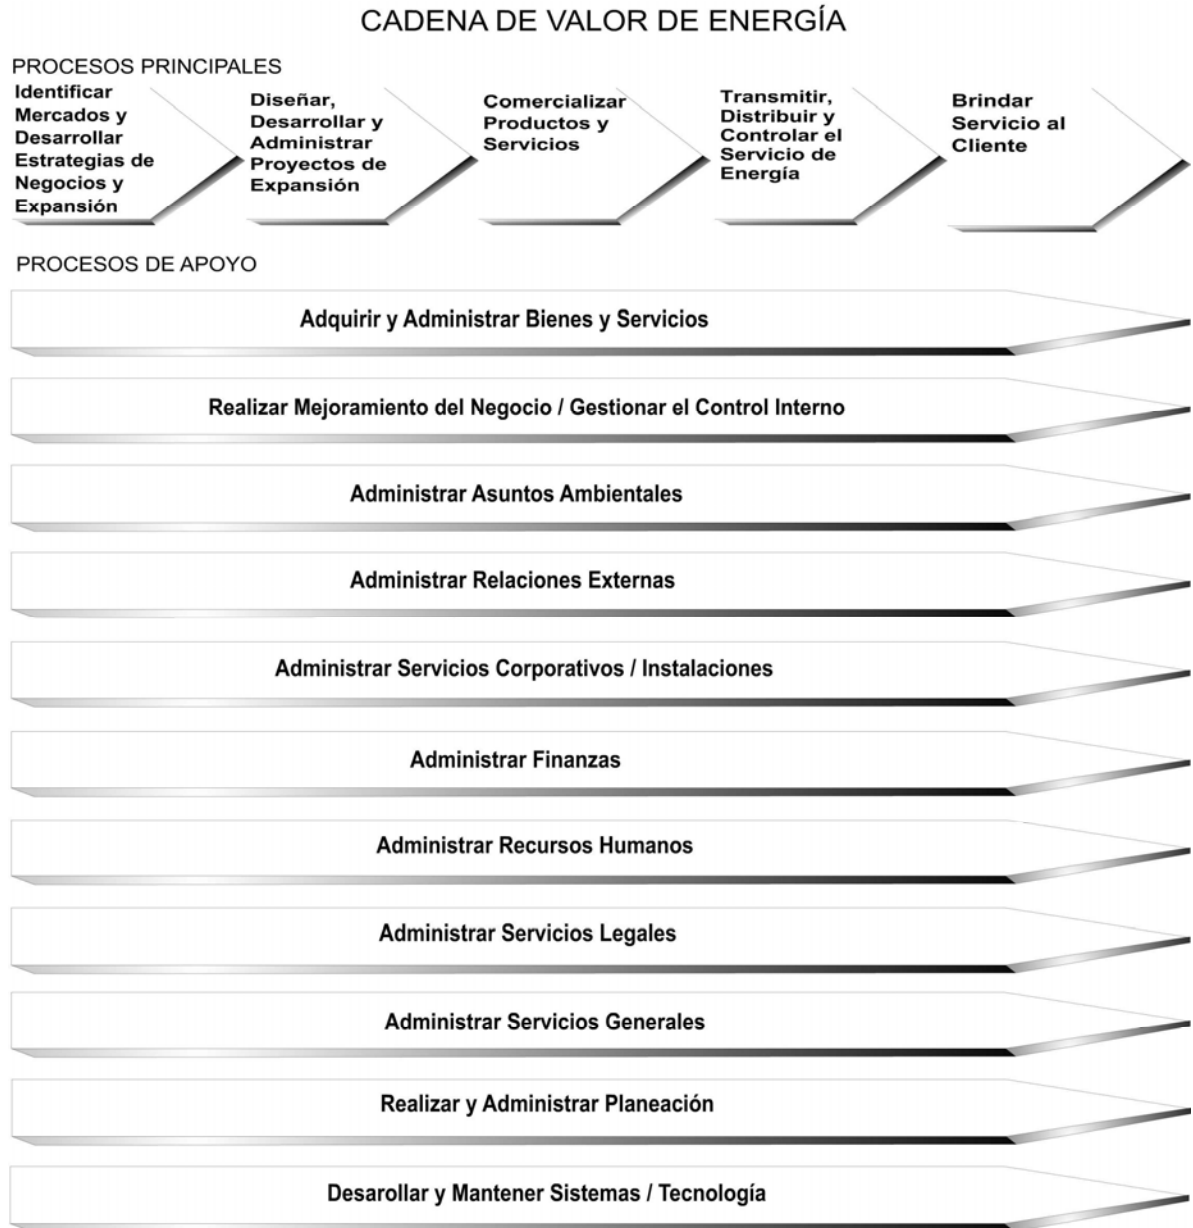 CADENA DE VALOR DE ENERGÍA
PROCESOS PRINCIPALES
Identificar
Mercados y
Desarrollar
Estrategias de
Negocios y
Expansión
Diseñar,
Desarrollar y
Administrar
Proyectos de
Expansión
Comercializar
Productos y
Servicios
Transmitir,
Distribuir y
Controlar el
Servicio de
Energía
Brindar
Servicio al
Cliente
PROCESOS DE APOYO
Adquirir y Administrar Bienes y Servicios
Realizar Mejoramiento del Negocio / Gestionar el Control Interno
Administrar Asuntos Ambientales
Administrar Relaciones Externas
Administrar Servicios Corporativos / Instalaciones
Administrar Finanzas
Administrar Recursos Humanos
Administrar Servicios Legales
Administrar Servicios Generales
Realizar y Administrar Planeación
Desarollar y Mantener Sistemas / Tecnología